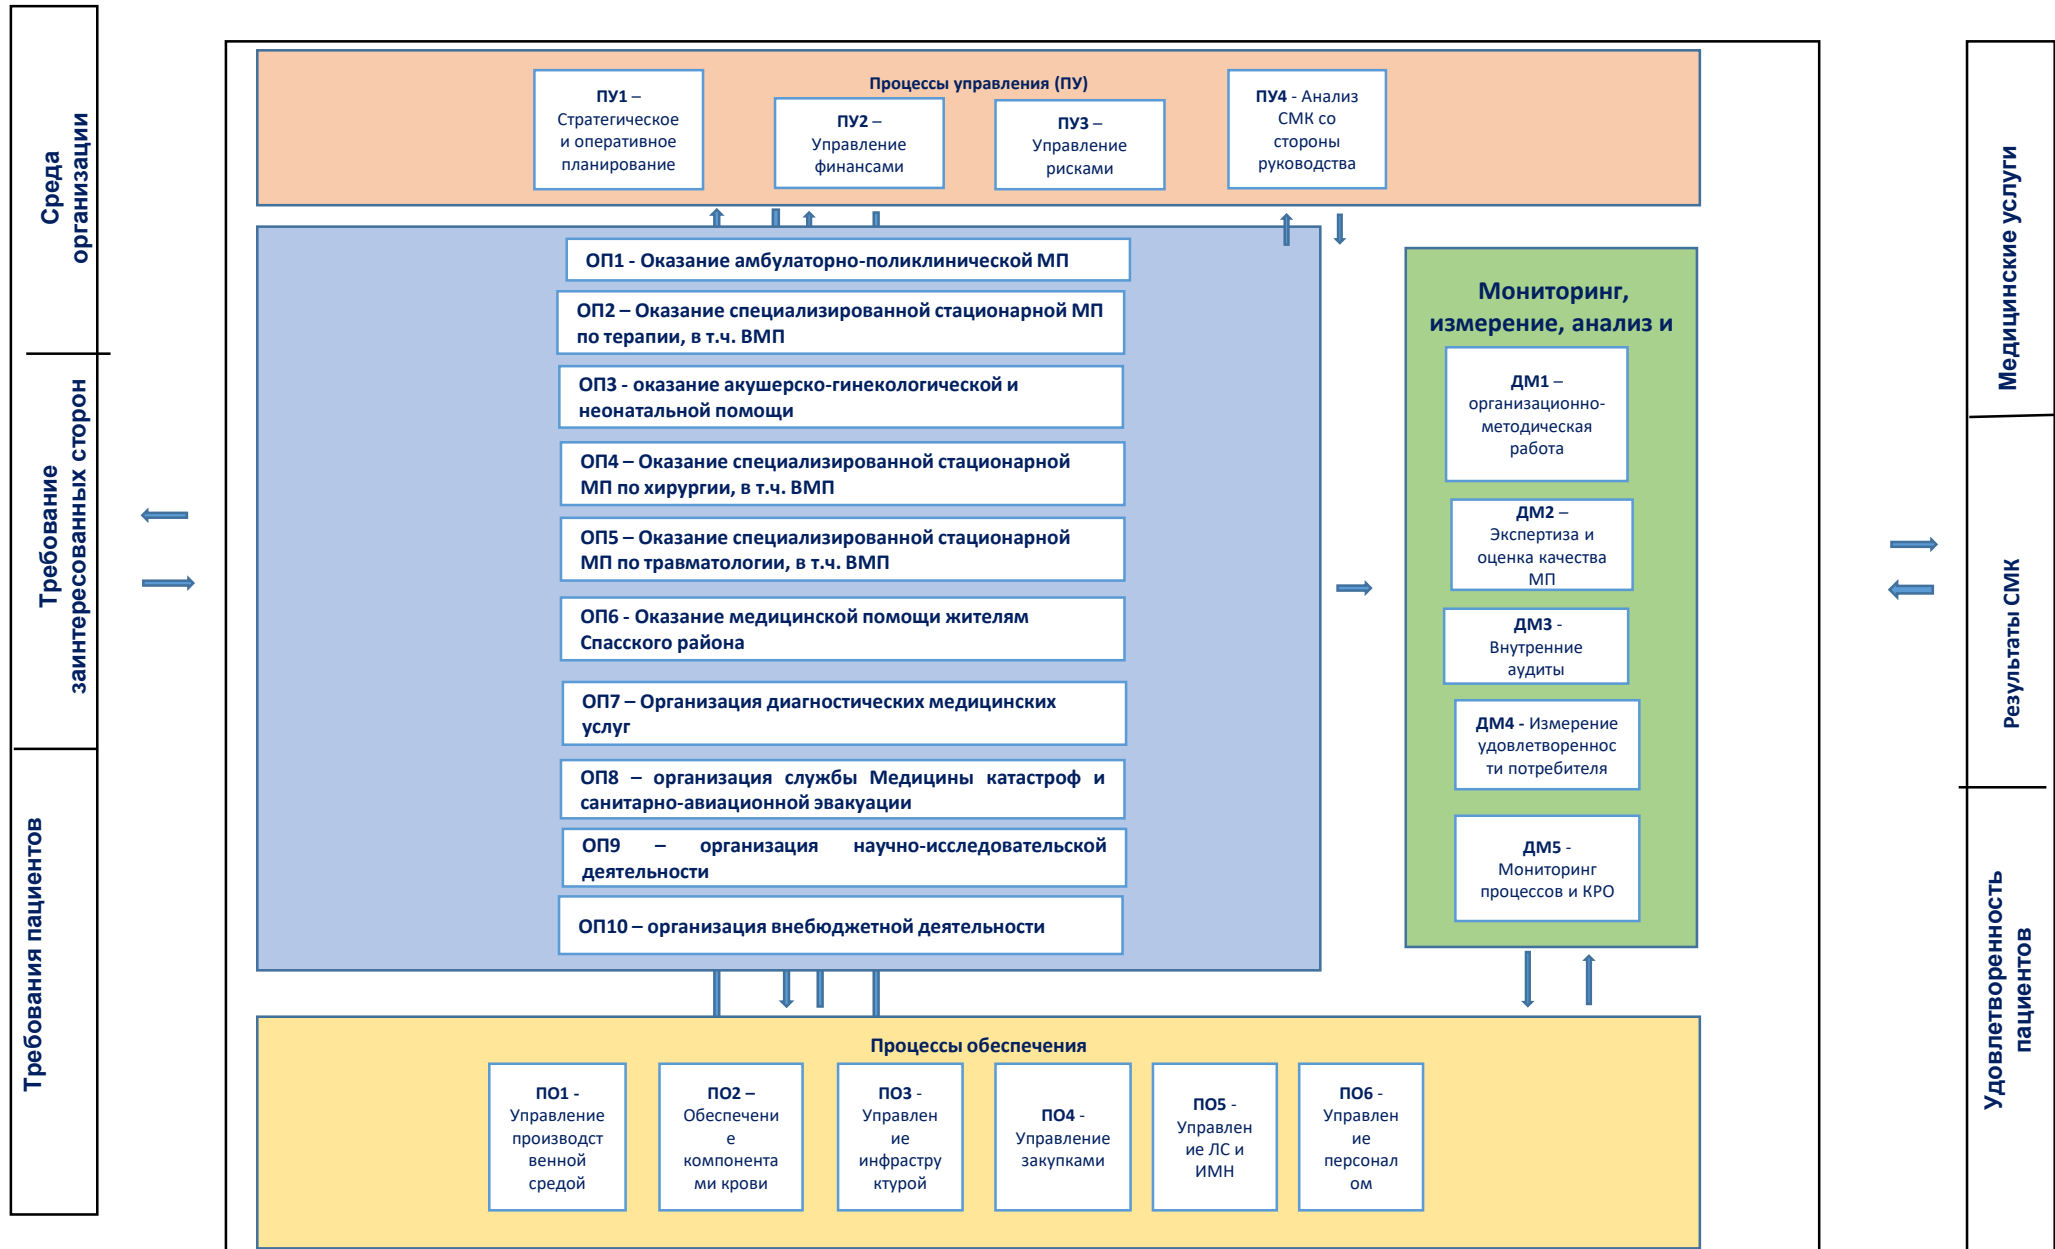 Среда
организации
Требование
заинтересованных сторон
Требования пациентов
Процессы управления (ПУ)
ПУ1 –
Стратегическое
и оперативное
планирование
ПУ2 –
Управление
финансами
ПУ3 –
Управление
рисками
ПУ4 - Анализ
СМК со
стороны
руководства
ОП1 - Оказание амбулаторно-поликлинической МП
ОП2 – Оказание специализированной стационарной МП
по терапии, в т.ч. ВМП
ОП3 - оказание акушерско-гинекологической и
неонатальной помощи
ОП4 – Оказание специализированной стационарной
МП по хирургии, в т.ч. ВМП
ОП5 – Оказание специализированной стационарной
МП по травматологии, в т.ч. ВМП
ОП6 - Оказание медицинской помощи жителям
Спасского района
ОП7 – Организация диагностических медицинских
услуг
ОП8 – организация службы Медицины катастроф и
санитарно-авиационной эвакуации
ОП9 – организация научно-исследовательской
деятельности
ОП10 – организация внебюджетной деятельности
Мониторинг,
измерение, анализ и
ДМ1 –
организационно-
методическая
работа
ДМ2 –
Экспертиза и
оценка качества
МП
ДМ3 -
Внутренние
аудиты
ДМ4 - Измерение
удовлетвореннос
ти потребителя
ДМ5 -
Мониторинг
процессов и КРО
Процессы обеспечения
ПО1 -
Управление
производст
венной
средой
ПО2 –
Обеспечени
е
компонента
ми крови
ПО3 -
Управлен
ие
инфрастру
ктурой
ПО4 -
Управление
закупками
ПО5 -
Управлен
ие ЛС и
ИМН
ПО6 -
Управлен
ие
персонал
ом
Медицинские услуги
Результаты СМК
Удовлетворенность
пациентов